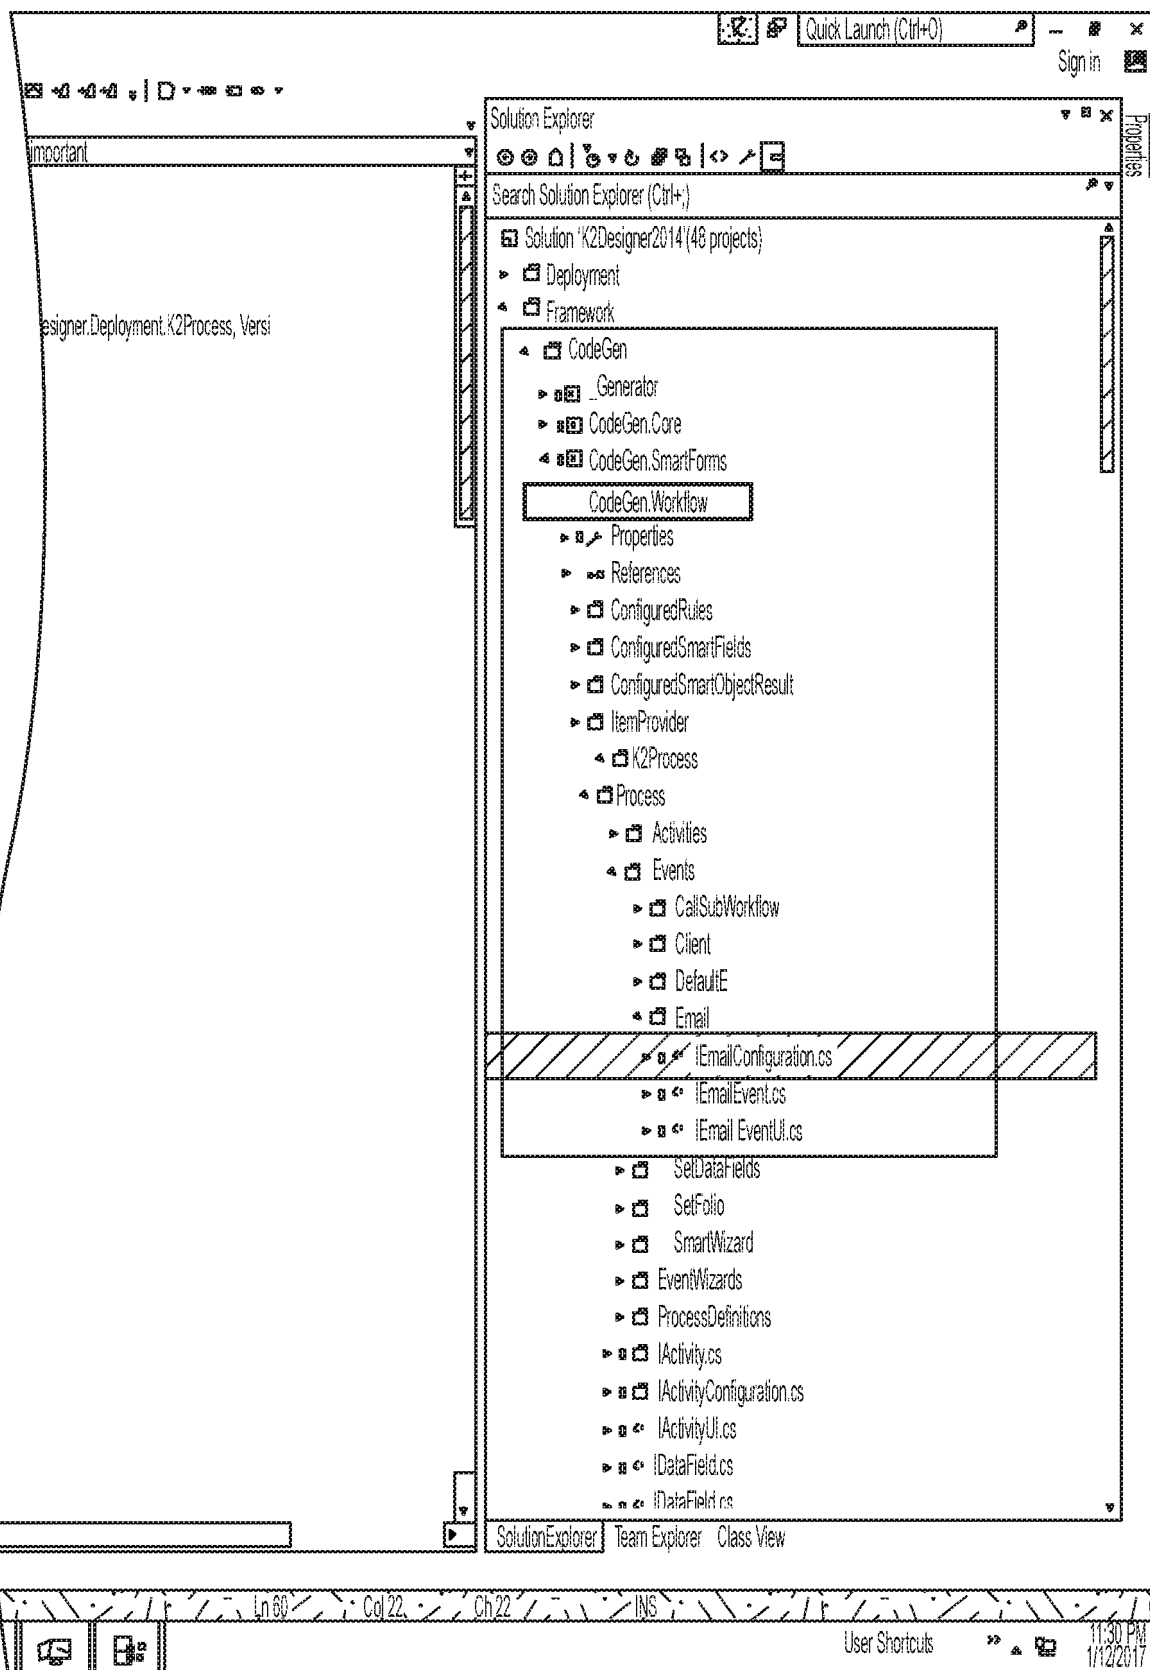 Quick Launch (Ctrl+O)
Sign in
Solution Explorer
Properties
important
Search Solution Explorer (Ctrl+;)
Solution 'K2Designer2014'(48 projects)
Deployment
Framework
esigner.Deployment.K2Process, Versi
CodeGen
_Generator
CodeGen.Core
CodeGen.SmartForms
CodeGen.Workflow
Properties
References
ConfiguredRules
ConfiguredSmartFields
ConfiguredSmartObjectResult
ItemProvider
K2Process
Process
Activities
Events
CallSubWorkflow
Client
DefaultE
Email
IEmailConfiguration.cs
IEmailEvent.cs
IEmail EventUI.cs
SetDataFields
SetFolio
SmartWizard
EventWizards
ProcessDefinitions
IActivity.cs
IActivityConfiguration.cs
IActivityUI.cs
IDataField.cs
IDataField.cs
SolutionExplorer Team Explorer Class View
Ln 60 Col 22 Ch 22 INS
User Shortcuts » 11:30 PM
1/12/2017